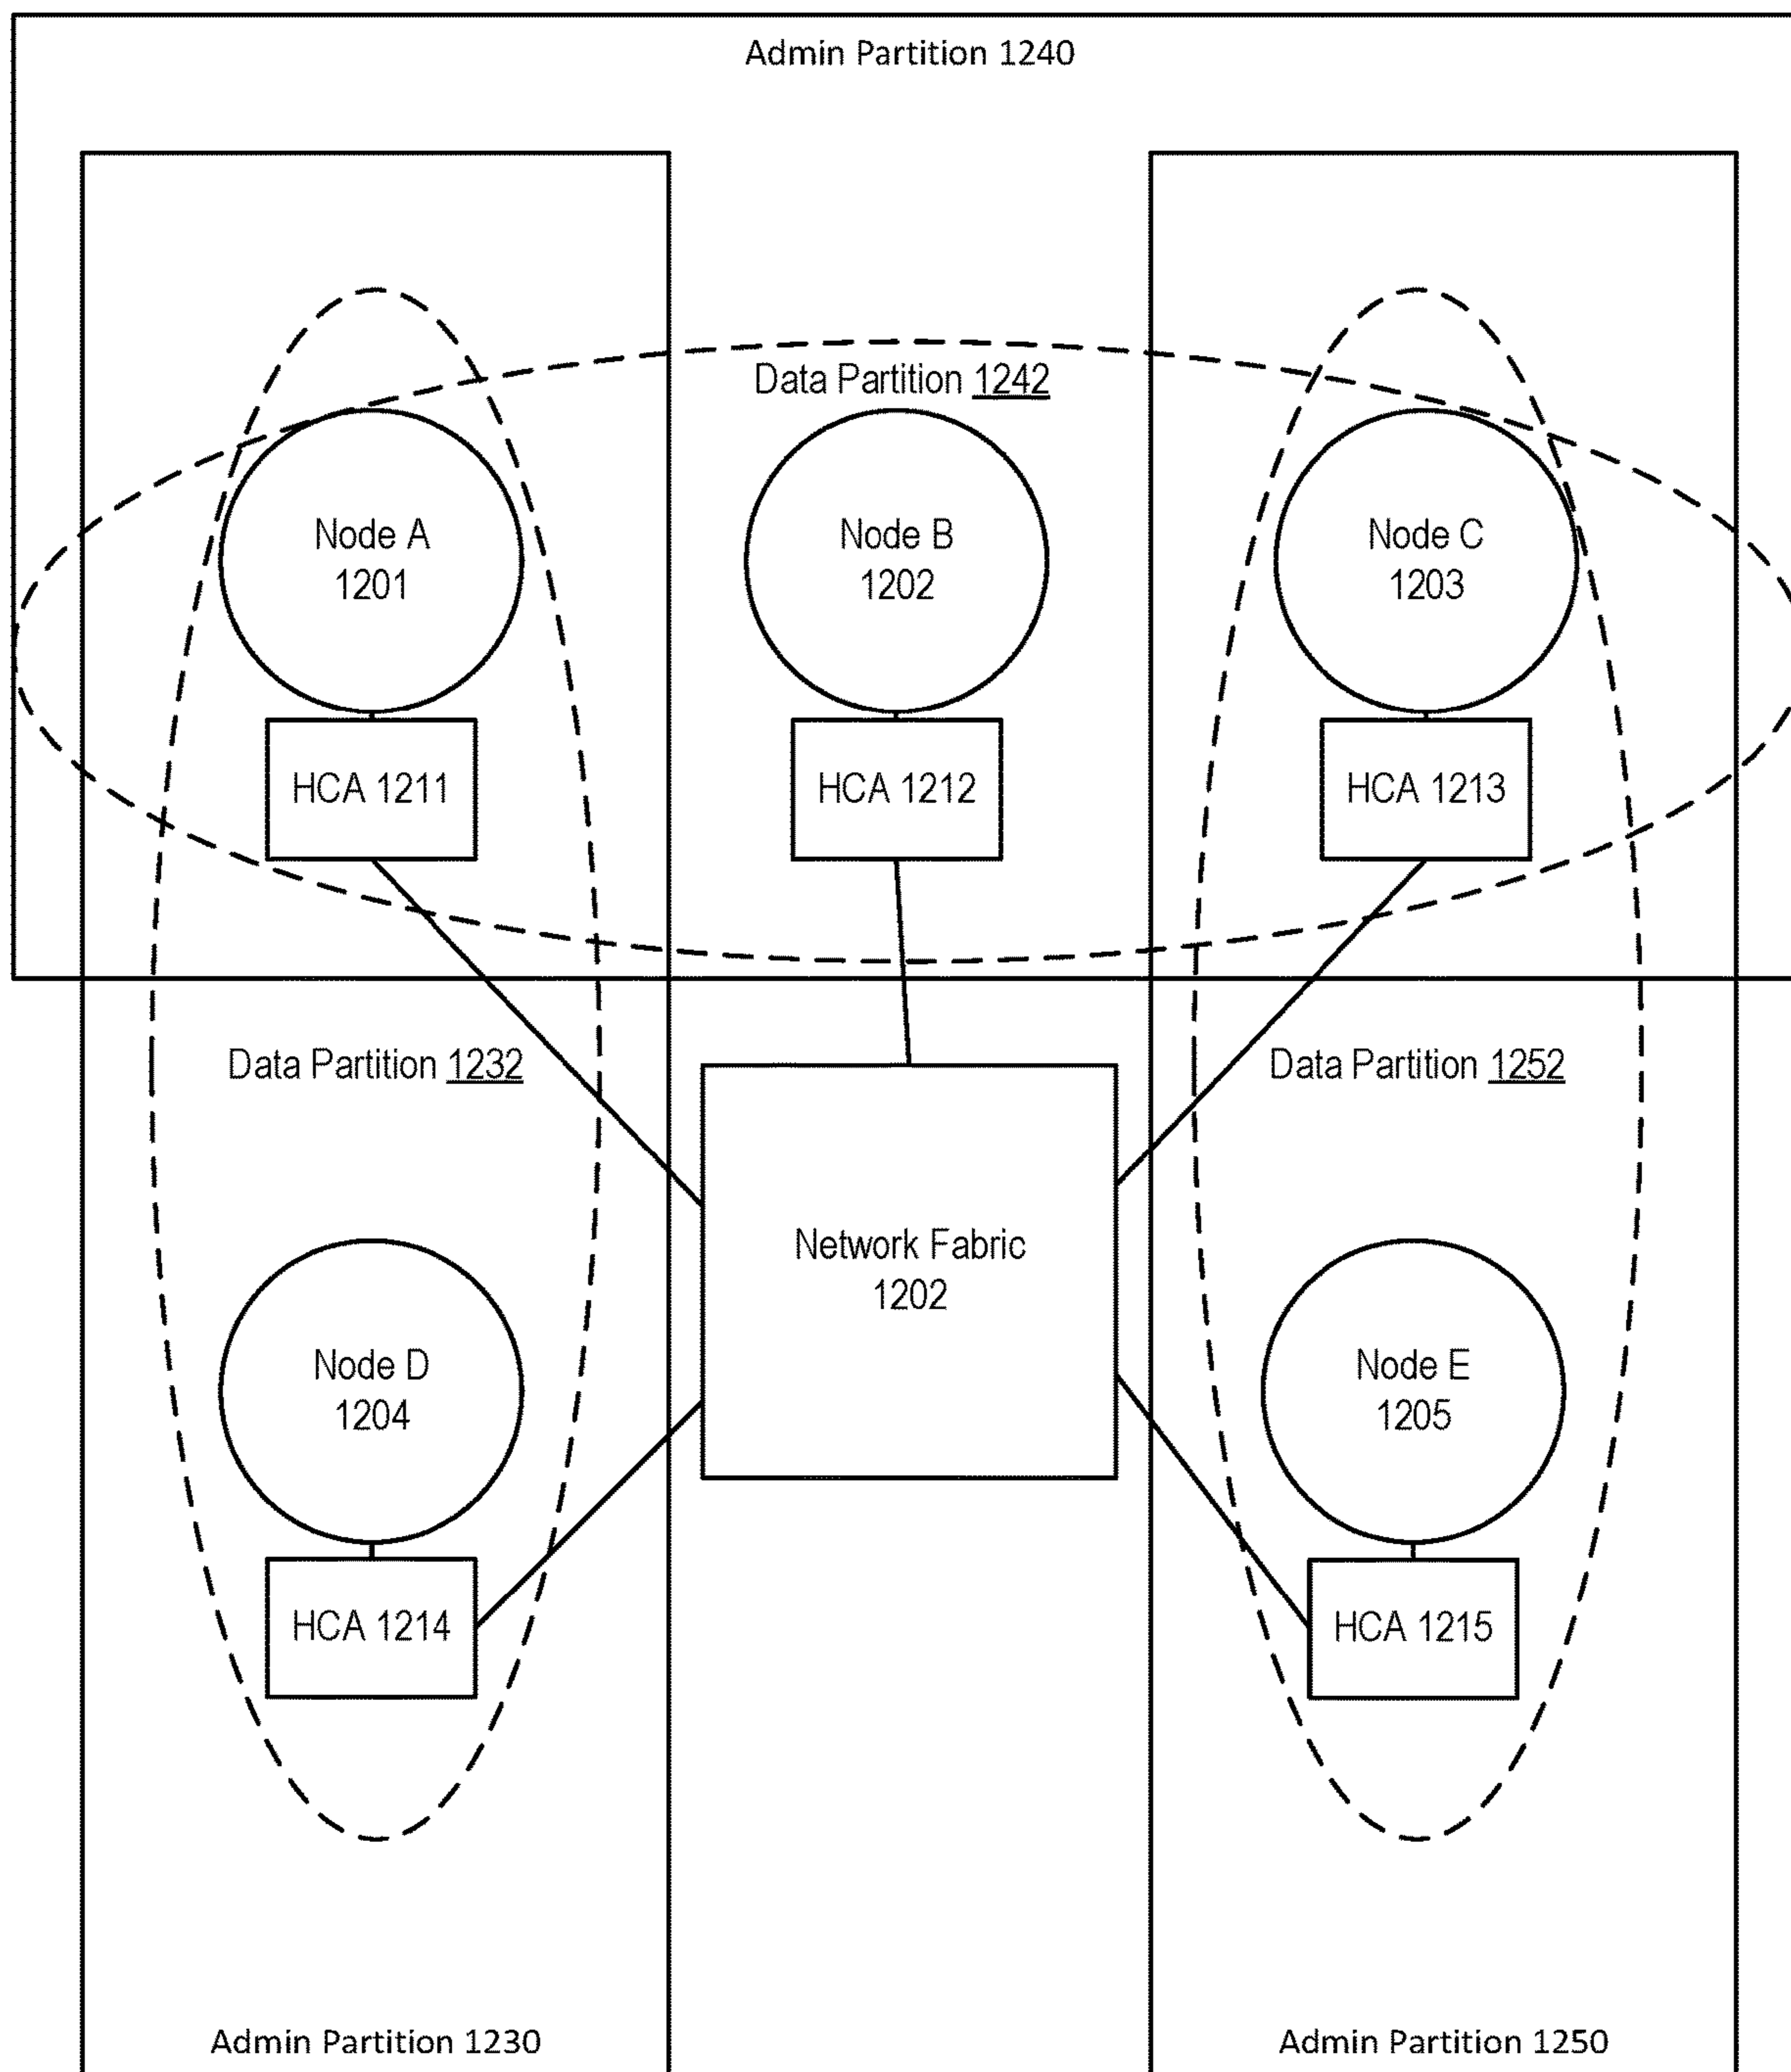 Admin Partition 1240
Data Partition 1242
Node A
1201
Node B
1202
Node C
1203
HCA 1211
HCA 1212
HCA 1213
Data Partition 1232
Data Partition 1252
Network Fabric
1202
Node D
1204
Node E
1205
HCA 1214
HCA 1215
Admin Partition 1230
Admin Partition 1250